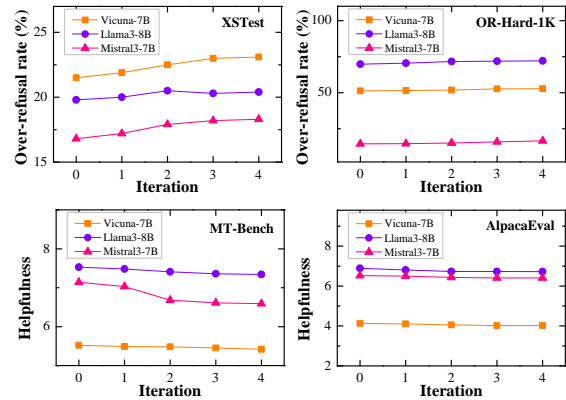 Over-refusal rate (%)
25
20
15
Vicuna-7B
Llama3-8B
Mistral3-7B
XSTest
0 1 2 3 4
Iteration
Over-refusal rate (%)
100
50
Vicuna-7B
Llama3-8B
Mistral3-7B
OR-Hard-1K
0 1 2 3 4
Iteration
Helpfulness
8
6
Vicuna-7B
Llama3-8B
Mistral3-7B
MT-Bench
0 1 2 3 4
Iteration
Helpfulness
8
6
4
2
Vicuna-7B
Llama3-8B
Mistral3-7B
AlpacaEval
0 1 2 3 4
Iteration